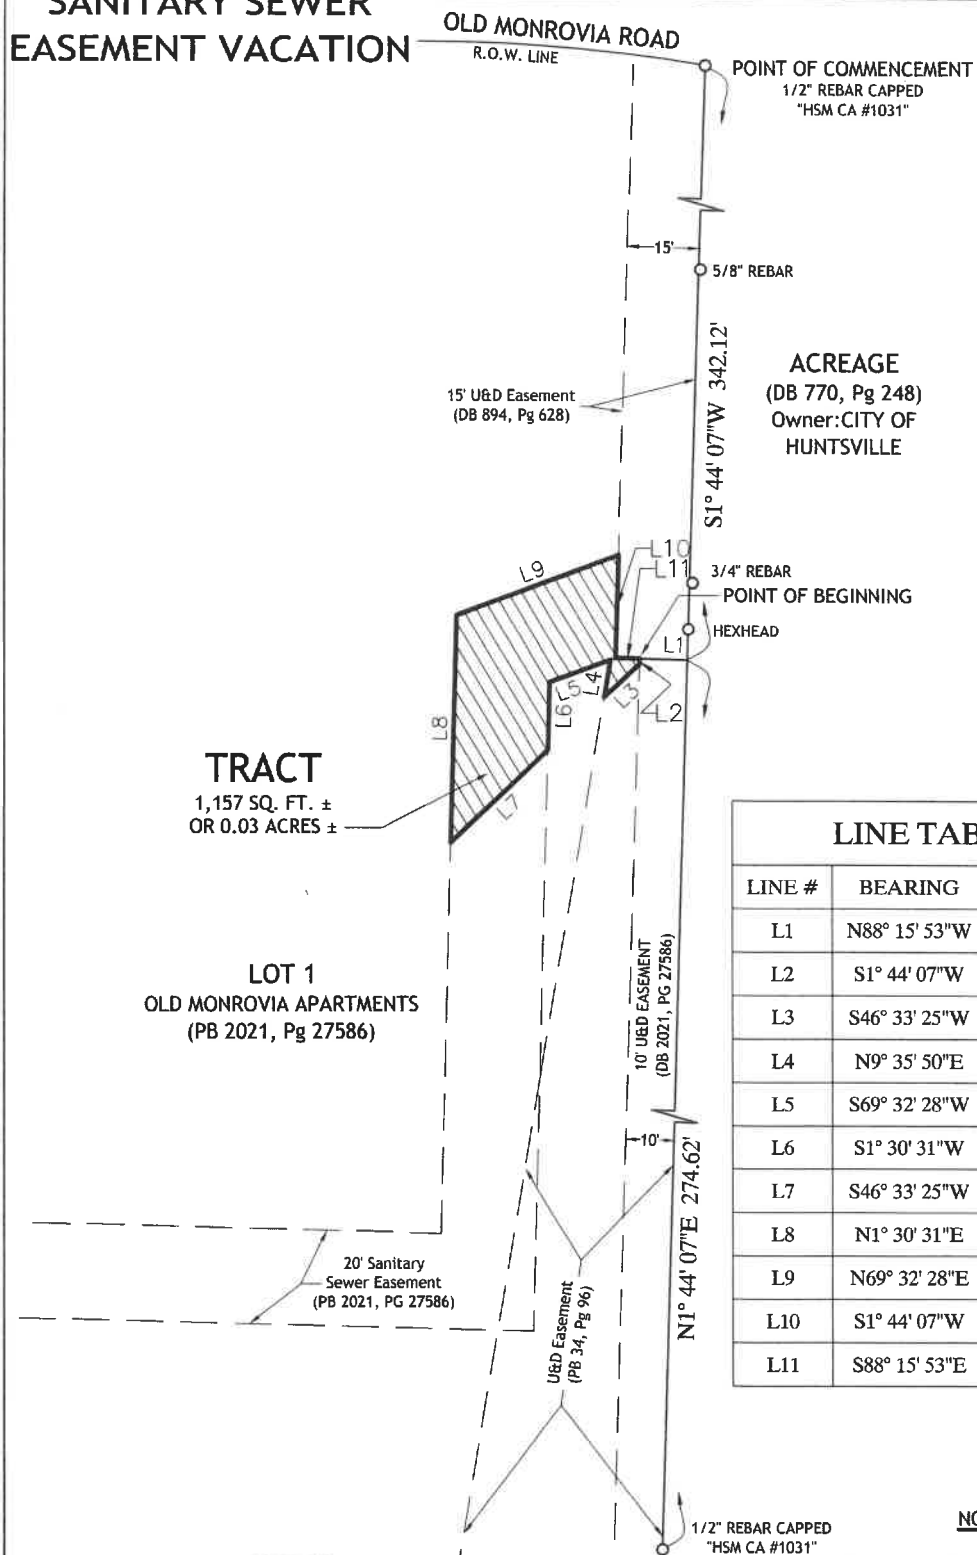 SANITARY SEWER
EASEMENT VACATION
OLD MONROVIA ROAD
R.O.W. LINE
POINT OF COMMENCEMENT
1/2" REBAR CAPPED
"HSM CA #1031"
15'
5/8" REBAR
S1° 44' 07"W 342.12'
ACREAGE
(DB 770, Pg 248)
Owner:CITY OF
HUNTSVILLE
15' U&D Easement
(DB 894, Pg 628)
L10
L11
L9
3/4" REBAR
POINT OF BEGINNING
HEXHEAD
L1
L4
L5
L3
L6
L2
L8
L7
TRACT
1,157 SQ. FT. ±
OR 0.03 ACRES ±
LOT 1
OLD MONROVIA APARTMENTS
(PB 2021, Pg 27586)
10' U&D EASEMENT
(DB 2021, PG 27586)
LINE TAB
LINE # BEARING
L1 N88° 15' 53"W
L2 S1° 44' 07"W
L3 S46° 33' 25"W
L4 N9° 35' 50"E
L5 S69° 32' 28"W
L6 S1° 30' 31"W
L7 S46° 33' 25"W
L8 N1° 30' 31"E
L9 N69° 32' 28"E
L10 S1° 44' 07"W
L11 S88° 15' 53"E
10'
N1° 44' 07"E 274.62'
20' Sanitary
Sewer Easement
(PB 2021, PG 27586)
U&D Easement
(PB 34, Pg 96)
1/2" REBAR CAPPED
"HSM CA #1031"
NO